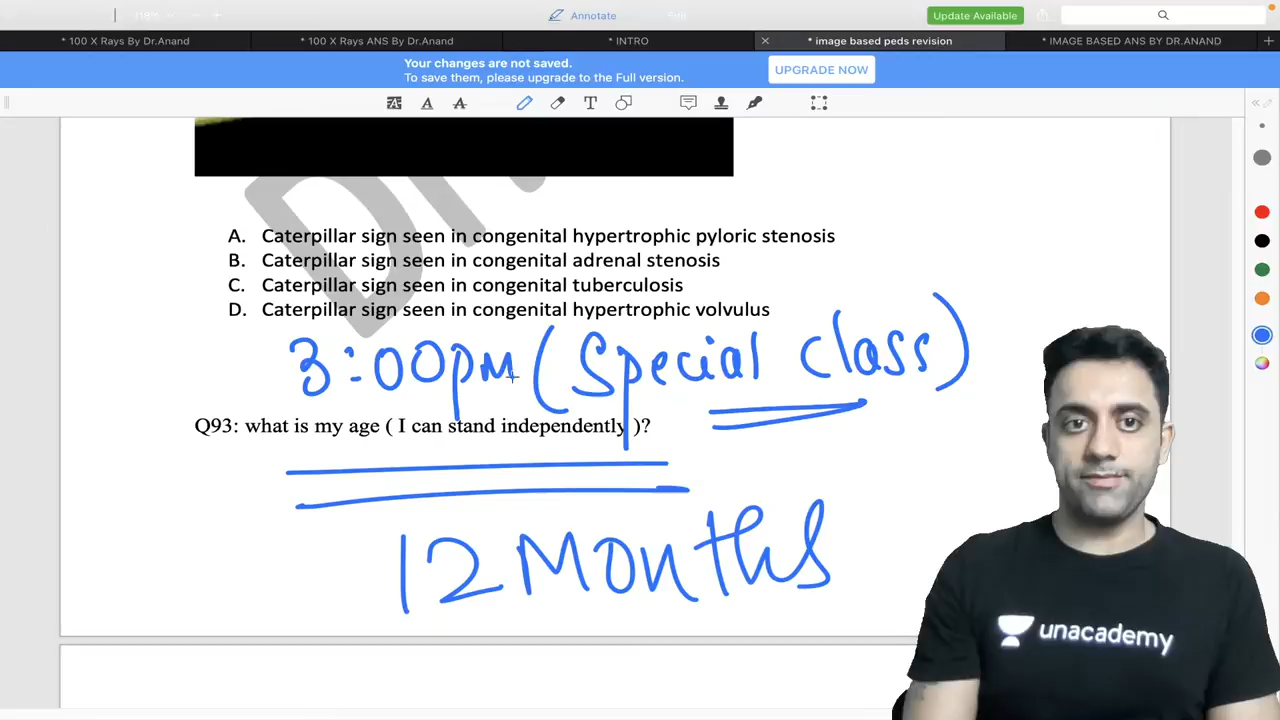 118%
Annotate
Edit
Update Available
* 100 X Rays By Dr.Anand
* 100 X Rays ANS By Dr.Anand
* INTRO
* image based peds revision
* IMAGE BASED ANS BY DR.ANAND
Your changes are not saved.
To save them, please upgrade to the Full version.
UPGRADE NOW
A. Caterpillar sign seen in congenital hypertrophic pyloric stenosis
B. Caterpillar sign seen in congenital adrenal stenosis
C. Caterpillar sign seen in congenital tuberculosis
D. Caterpillar sign seen in congenital hypertrophic volvulus
3:00pm (Special class)
Q93: what is my age ( I can stand independently )?
12 Months
unacademy